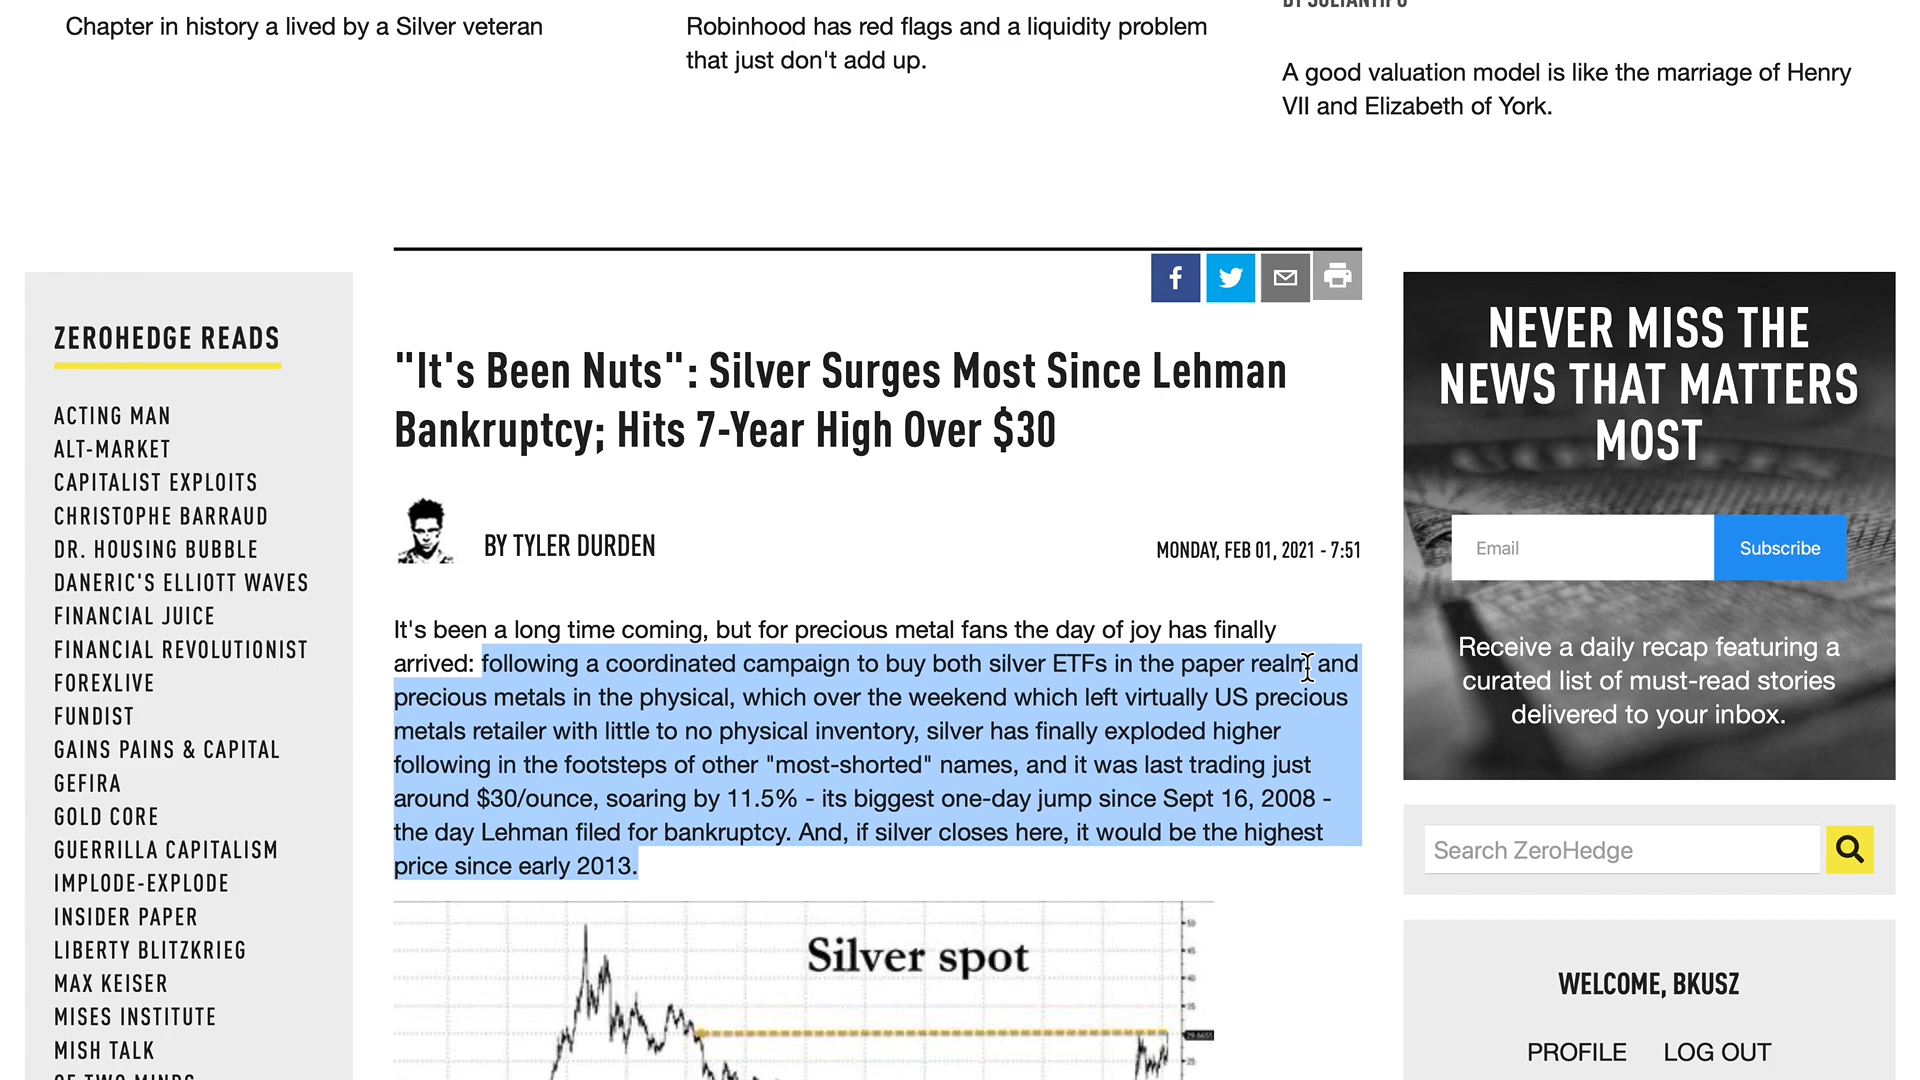 Chapter in history a lived by a Silver veteran
Robinhood has red flags and a liquidity problem
that just don't add up.
BY SULTANTIPU
A good valuation model is like the marriage of Henry
VII and Elizabeth of York.
ZEROHEDGE READS
ACTING MAN
ALT-MARKET
CAPITALIST EXPLOITS
CHRISTOPHE BARRAUD
DR. HOUSING BUBBLE
DANERIC'S ELLIOTT WAVES
FINANCIAL JUICE
FINANCIAL REVOLUTIONIST
FOREXLIVE
FUNDIST
GAINS PAINS & CAPITAL
GEFIRA
GOLD CORE
GUERRILLA CAPITALISM
IMPLODE-EXPLODE
INSIDER PAPER
LIBERTY BLITZKRIEG
MAX KEISER
MISES INSTITUTE
MISH TALK
OF TWO MINDS
"It's Been Nuts": Silver Surges Most Since Lehman
Bankruptcy; Hits 7-Year High Over $30
BY TYLER DURDEN
MONDAY, FEB 01, 2021 - 7:51
It's been a long time coming, but for precious metal fans the day of joy has finally
arrived: following a coordinated campaign to buy both silver ETFs in the paper realm and
precious metals in the physical, which over the weekend which left virtually US precious
metals retailer with little to no physical inventory, silver has finally exploded higher
following in the footsteps of other "most-shorted" names, and it was last trading just
around $30/ounce, soaring by 11.5% - its biggest one-day jump since Sept 16, 2008 -
the day Lehman filed for bankruptcy. And, if silver closes here, it would be the highest
price since early 2013.
Silver spot
50
45
40
35
25
NEVER MISS THE
NEWS THAT MATTERS
MOST
Email
Subscribe
Receive a daily recap featuring a
curated list of must-read stories
delivered to your inbox.
Search ZeroHedge
WELCOME, BKUSZ
PROFILE LOG OUT